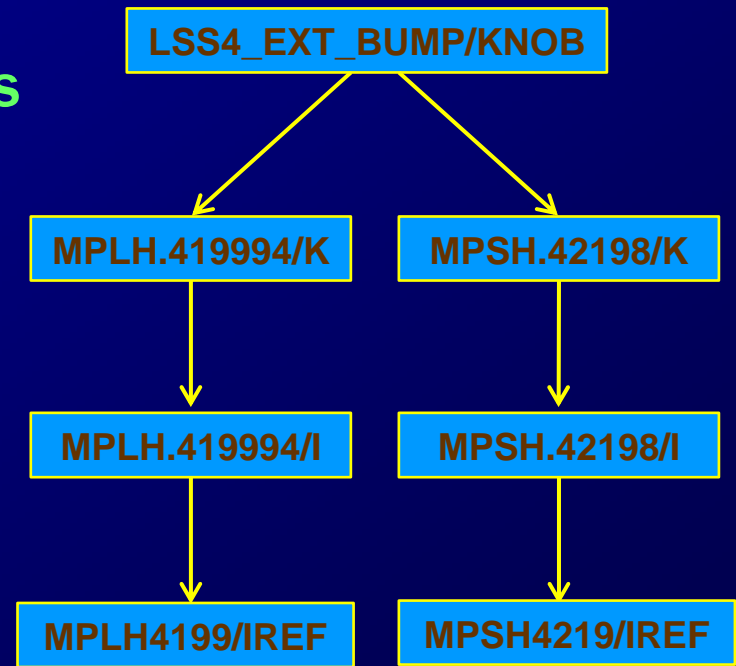 LSS4_EXT_BUMP/KNOB
s
MPLH.419994/K
MPSH.42198/K
MPLH.419994/I
MPSH.42198/I
MPLH4199/IREF
MPSH4219/IREF